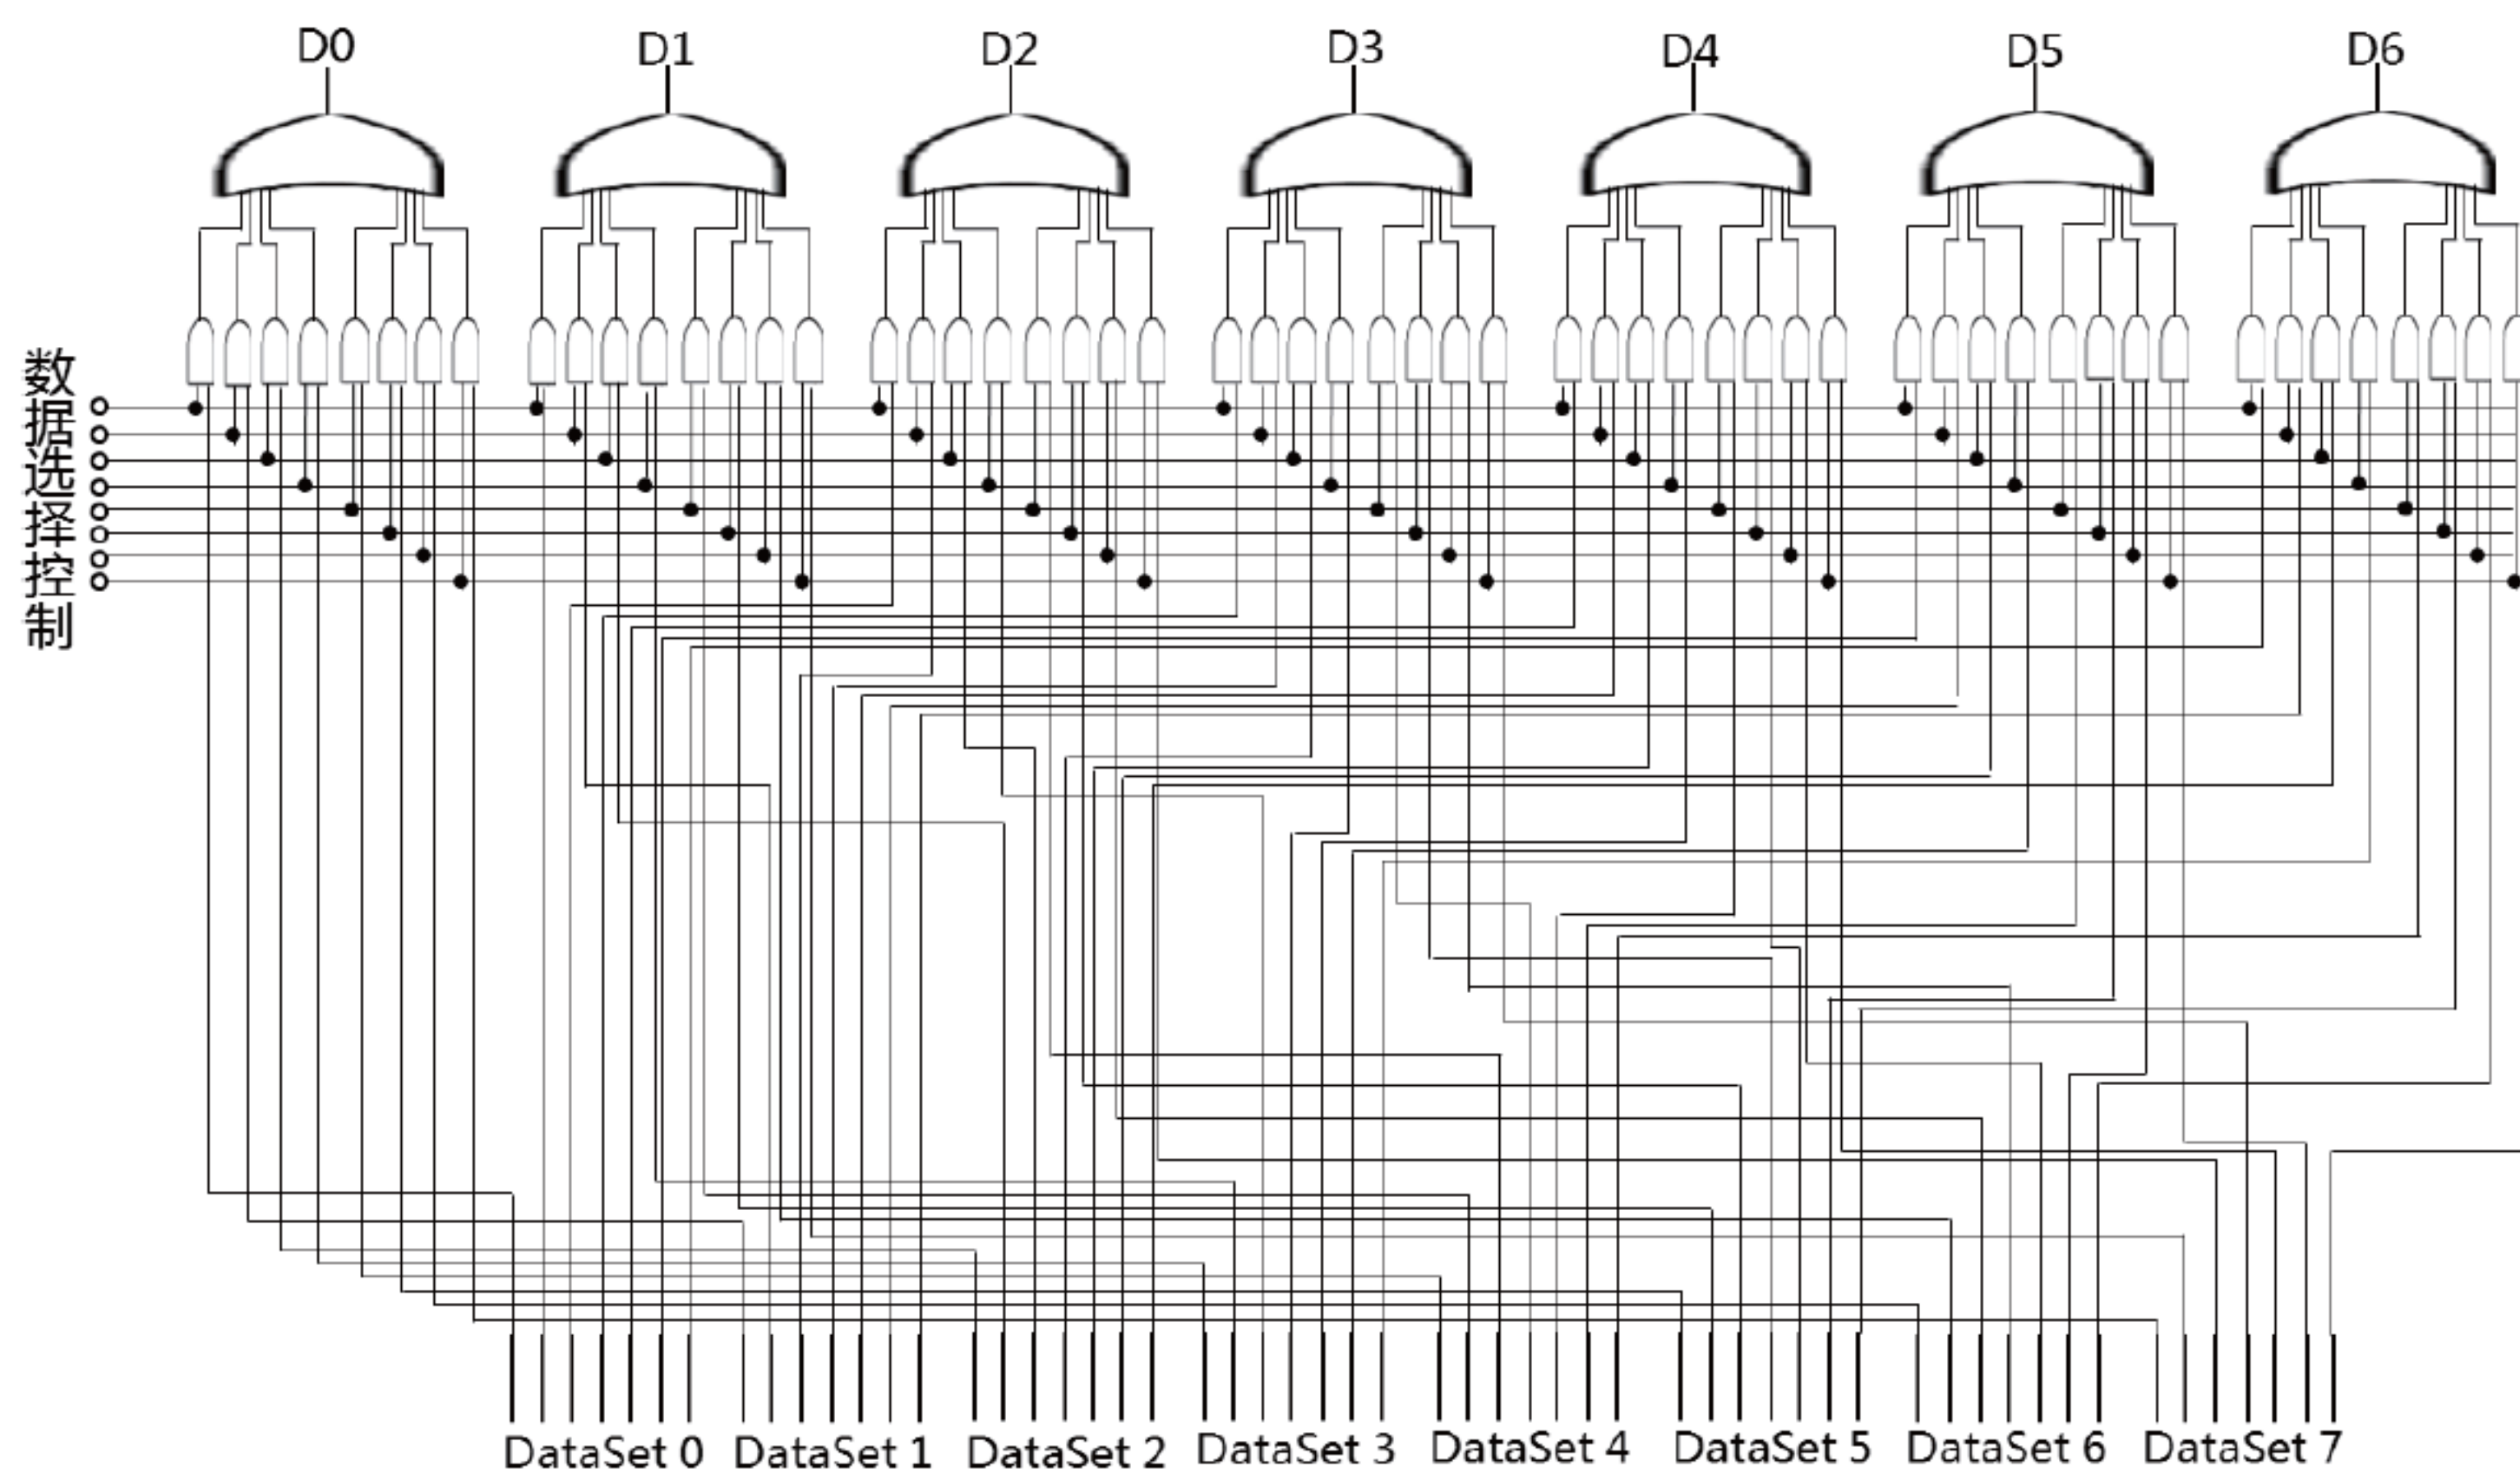 D0 D1 D2 D3 D4 D5 D6
数据选择控制
DataSet 0 DataSet 1 DataSet 2 DataSet 3 DataSet 4 DataSet 5 DataSet 6 DataSet 7